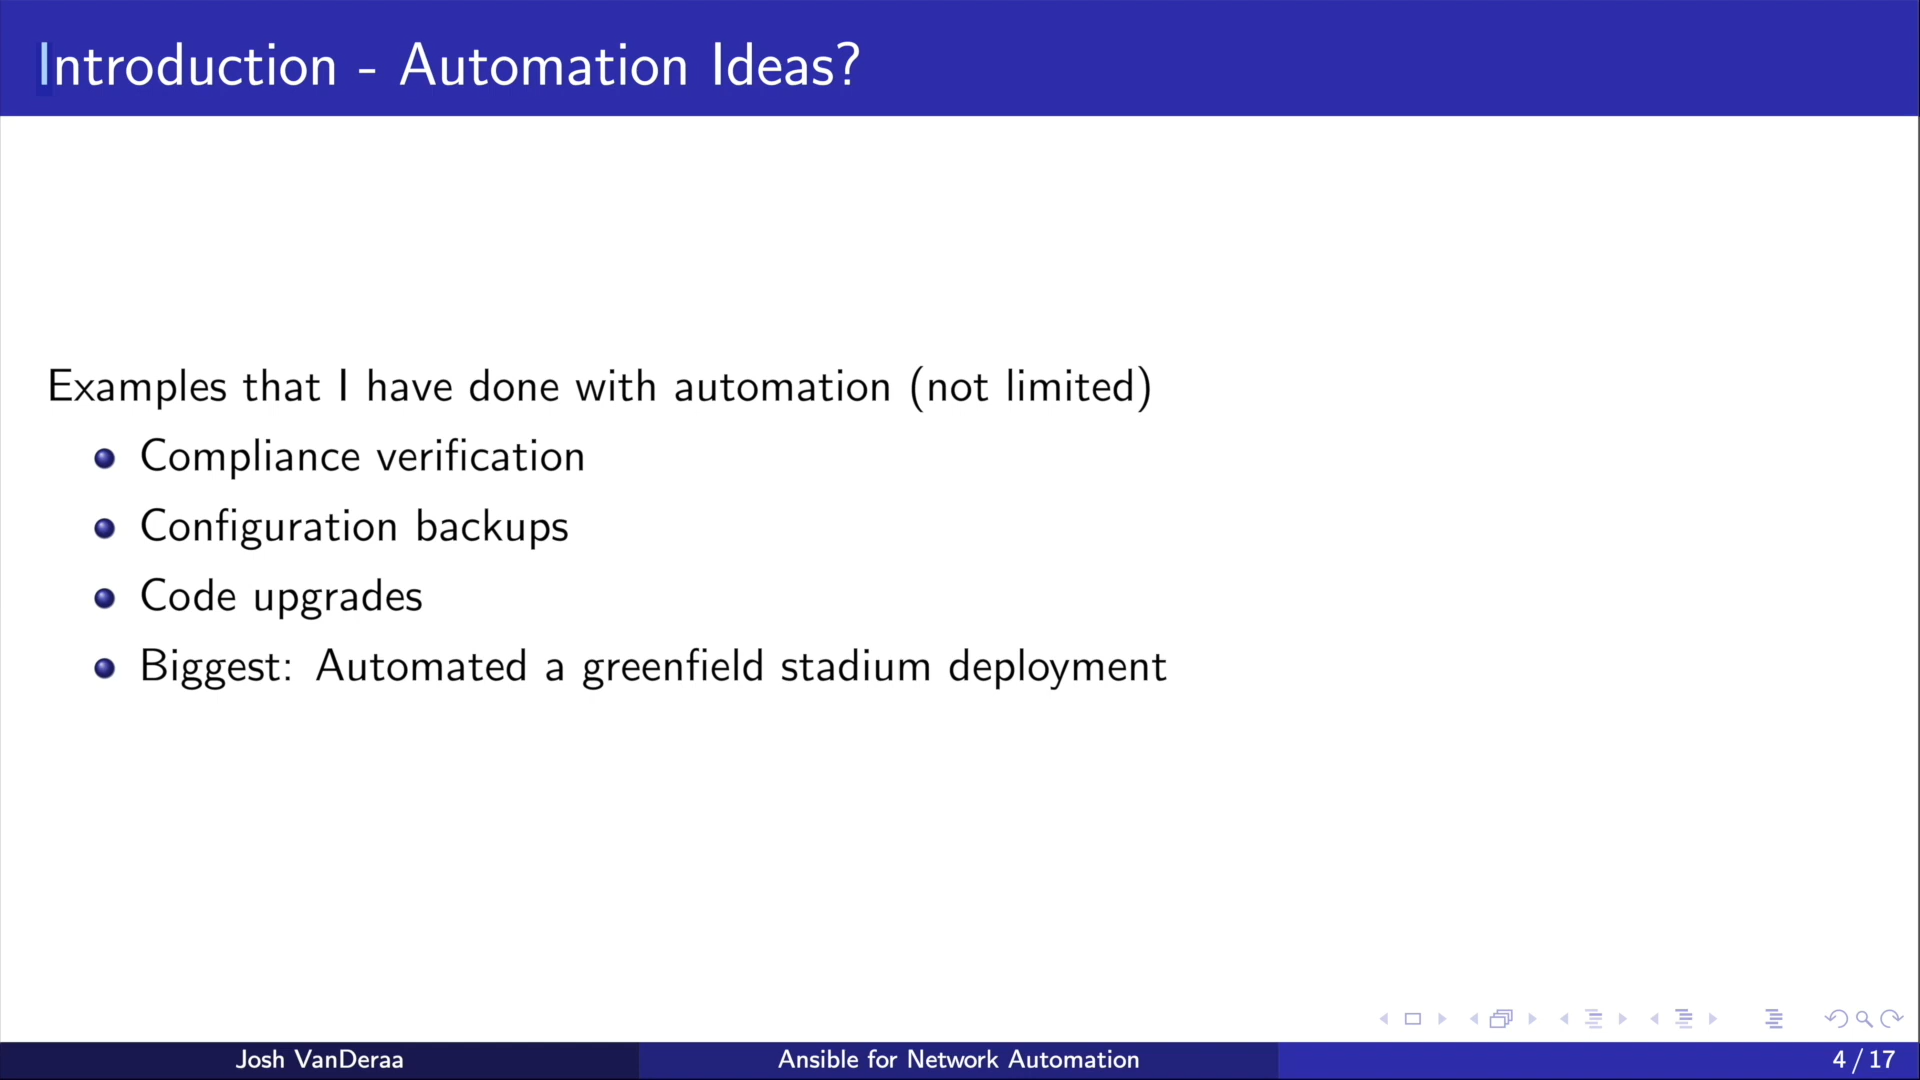 Introduction - Automation Ideas?
Examples that I have done with automation (not limited)
Compliance verification
Configuration backups
Code upgrades
Biggest: Automated a greenfield stadium deployment
Josh VanDeraa
Ansible for Network Automation
4 / 17